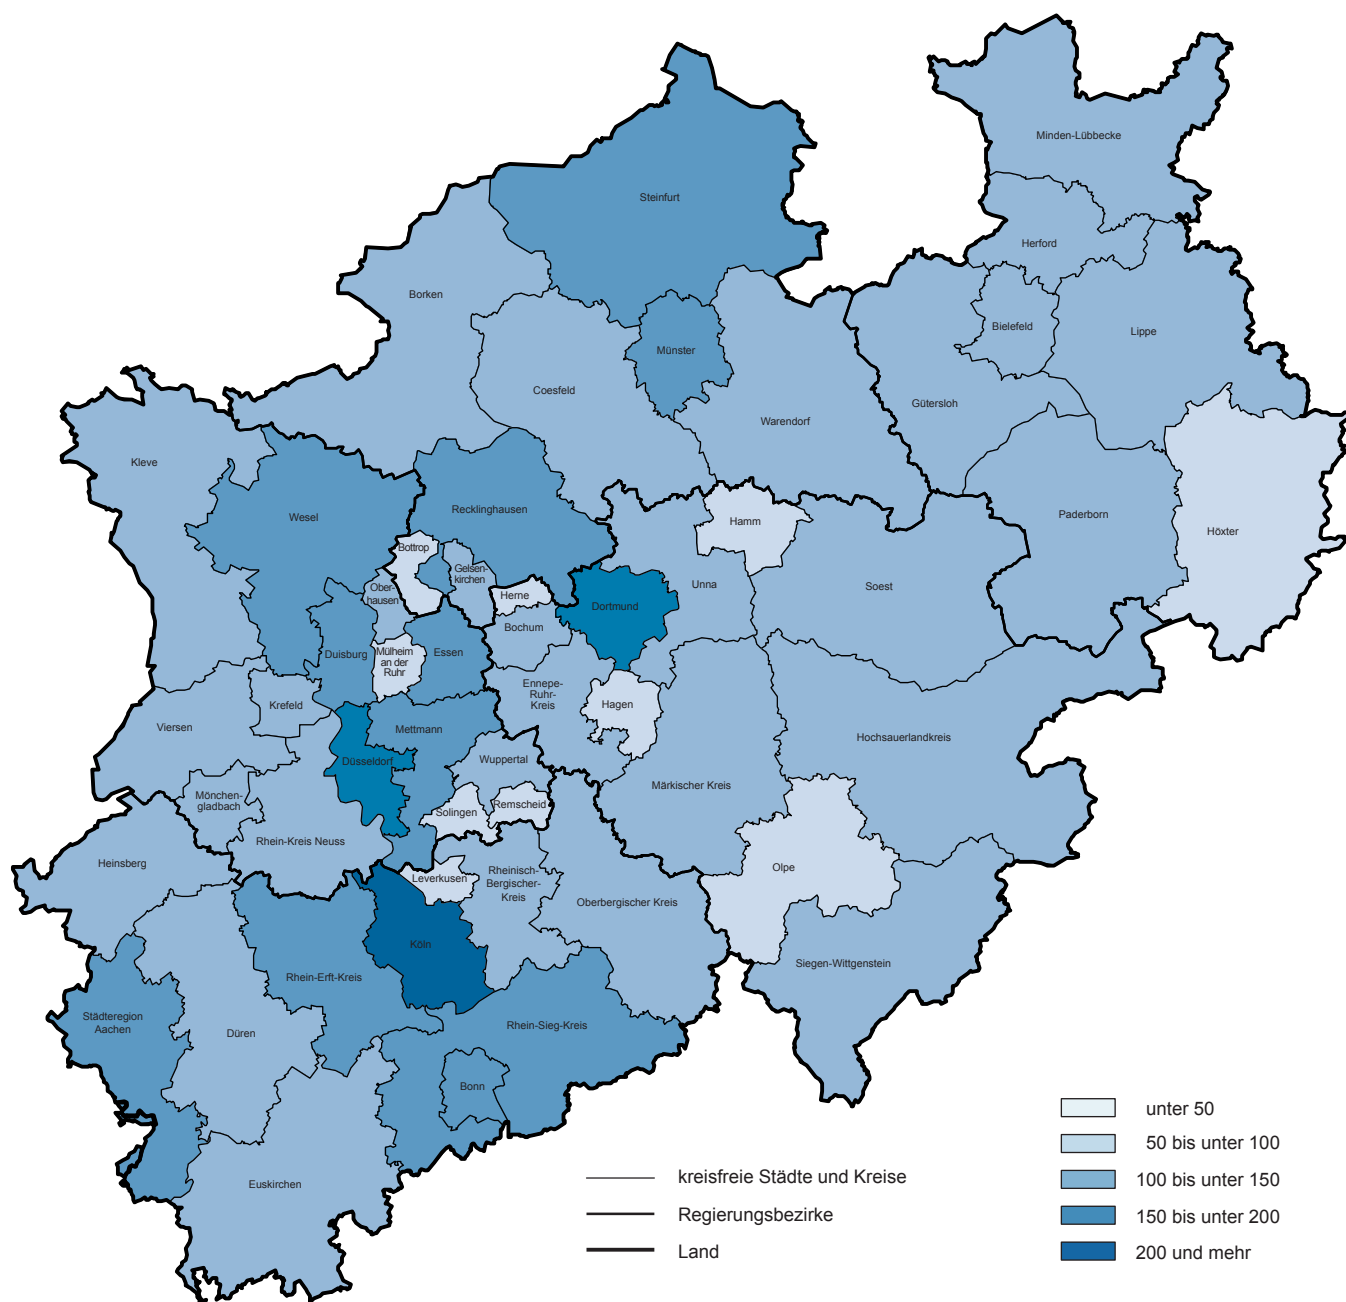 Minden-Lübbecke
Steinfurt
Herford
Borken
Bielefeld
Lippe
Münster
Coesfeld
Gütersloh
Warendorf
Kleve
Recklinghausen
Wesel
Paderborn
Hamm
Höxter
Bottrop
Gelsen-
kirchen
Ober-
hausen
Unna
Soest
Herne
Dortmund
Bochum
Duisburg
Mülheim
an der
Ruhr
Essen
Ennepe-
Ruhr-
Kreis
Hagen
Krefeld
Viersen
Mettmann
Hochsauerlandkreis
Düsseldorf
Wuppertal
Märkischer Kreis
Mönchen-
gladbach
Solingen
Remscheid
Rhein-Kreis Neuss
Heinsberg
Leverkusen
Rheinisch-
Bergischer-
Kreis
Olpe
Oberbergischer Kreis
Köln
Siegen-Wittgenstein
Rhein-Erft-Kreis
Städteregion
Aachen
Düren
Rhein-Sieg-Kreis
Bonn
Euskirchen
kreisfreie Städte und Kreise
Regierungsbezirke
Land
unter 50
50 bis unter 100
100 bis unter 150
150 bis unter 200
200 und mehr